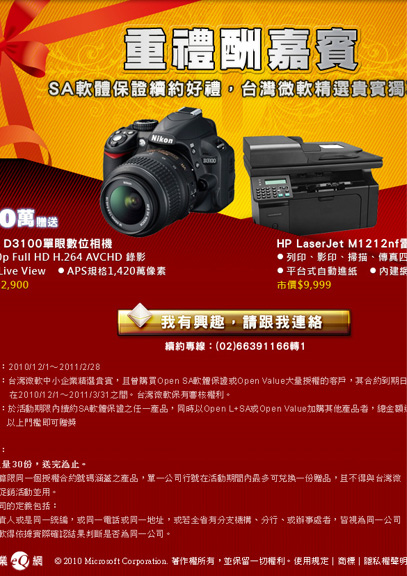 重禮酬嘉賓
SA軟體保證續約好禮，台灣微軟精選貴賓獨
Nikon
D3100
0萬 贈送
D3100單眼數位相機
HP LaserJet M1212nf
0p Full HD H.264 AVCHD 錄影
●列印、影印、掃描、傳真四
Live View ●APS規格1,420萬像素
●平台式自動進紙 ●內建網
2,900
市價$9,999
我有興趣，請跟我連絡
續約專線：(02)66391166轉1
：2010/12/1～2011/2/28
：台灣微軟中小企業精選貴賓，且曾購買Open SA軟體保證或Open Value大量授權的客戶，其合約到期日
在2010/12/1～2011/3/31之間。台灣微軟保有審核權利。
：於活動期限內續約SA軟體保證之任一產品，同時以Open L+SA或Open Value加購其他產品者，總金額
以上門檻即可贈獎
：
量30份，送完為止。
權限同一個授權合約號碼涵蓋之產品，單一公司行號在活動期間內最多可兌換一份贈品，且不得與台灣微
促銷活動並用。
同的定義包括：
責人或是同一統編，或同一電話或同一地址，或若全省有分支機構、分行、或辦事處者，皆視為同一公司
軟得依據實際確認結果判斷是否為同一公司。
業eQ網 © 2010 Microsoft Corporation. 著作權所有，並保留一切權利。使用規定｜商標｜隱私權聲明